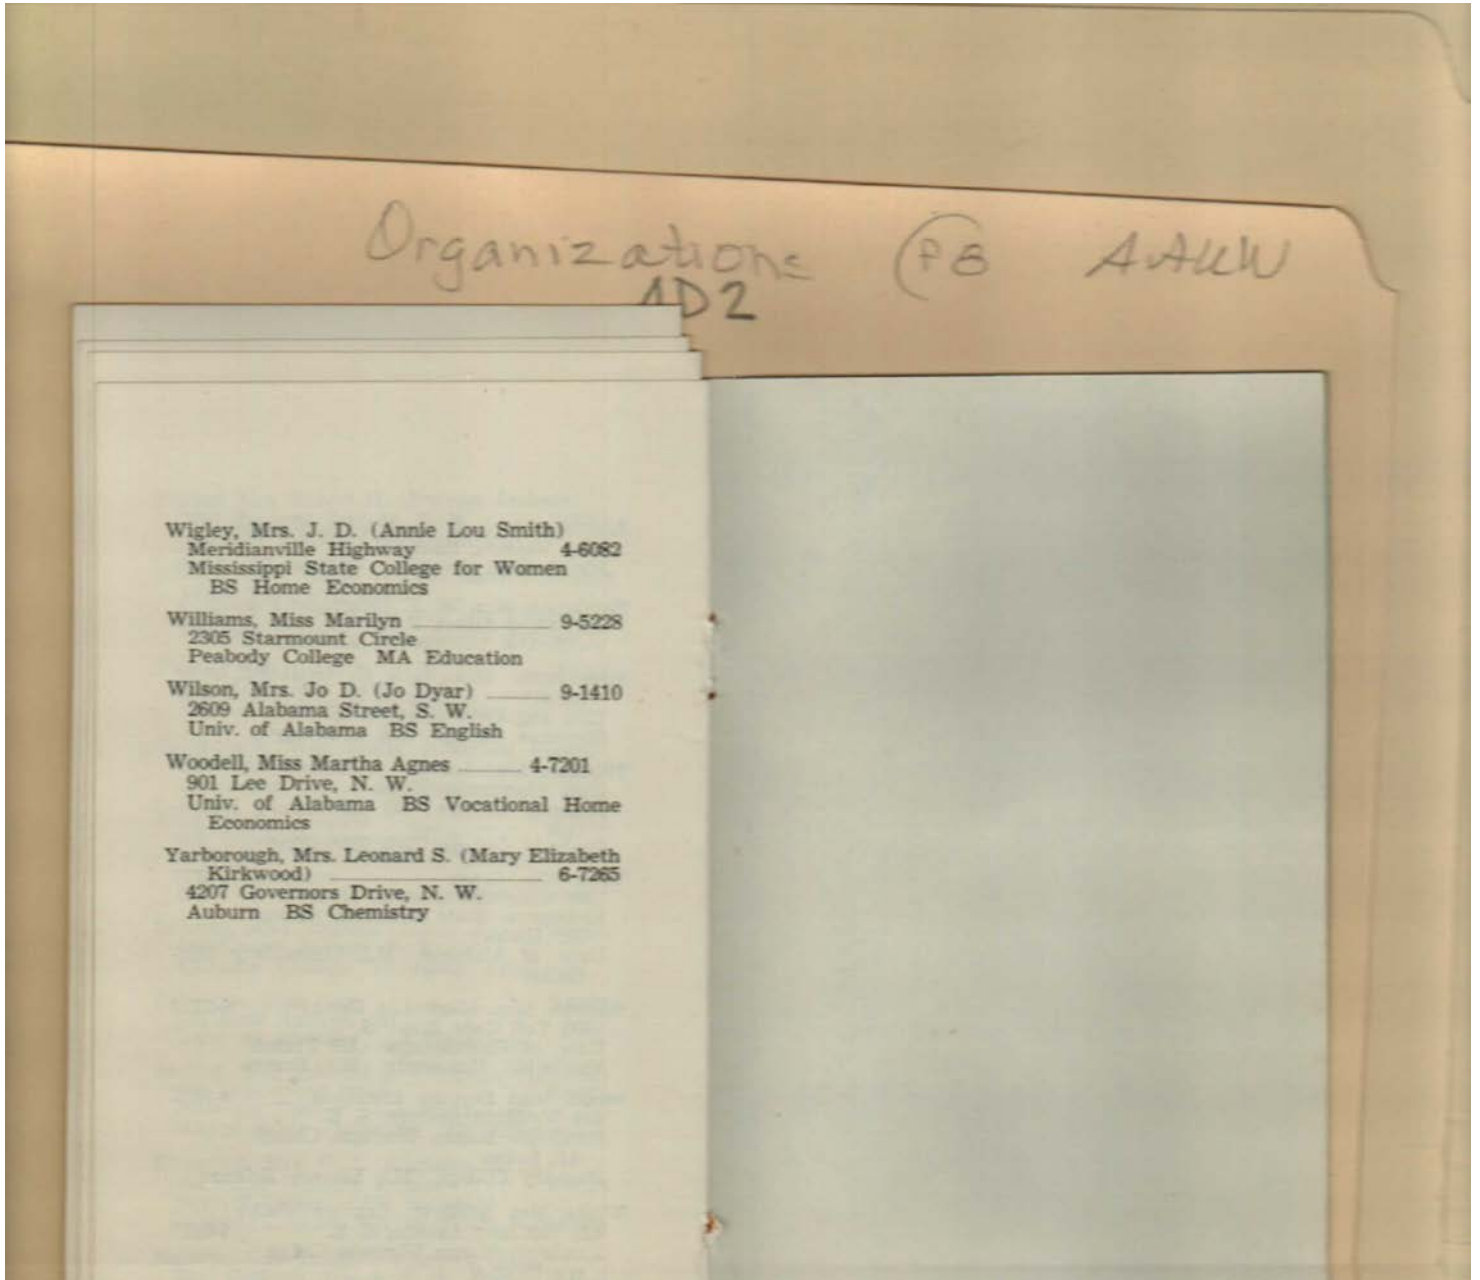 Organizations (P8 AAUW
AD2
Wigley, Mrs. J. D. (Annie Lou Smith)
Meridianville Highway 4-6082
Mississippi State College for Women
BS Home Economics
Williams, Miss Marilyn 9-5228
2305 Starmount Circle
Peabody College MA Education
Wilson, Mrs. Jo D. (Jo Dyar) 9-1410
2609 Alabama Street, S. W.
Univ. of Alabama BS English
Woodell, Miss Martha Agnes 4-7201
901 Lee Drive, N. W.
Univ. of Alabama BS Vocational Home
Economics
Yarborough, Mrs. Leonard S. (Mary Elizabeth
Kirkwood) 6-7265
4207 Governors Drive, N. W.
Auburn BS Chemistry